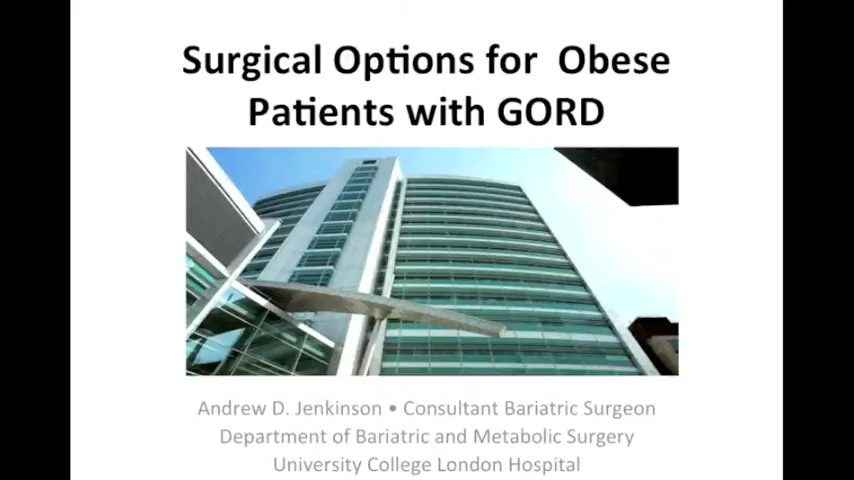 Surgical Options for Obese
Patients with GORD
Andrew D. Jenkinson • Consultant Bariatric Surgeon
Department of Bariatric and Metabolic Surgery
University College London Hospital